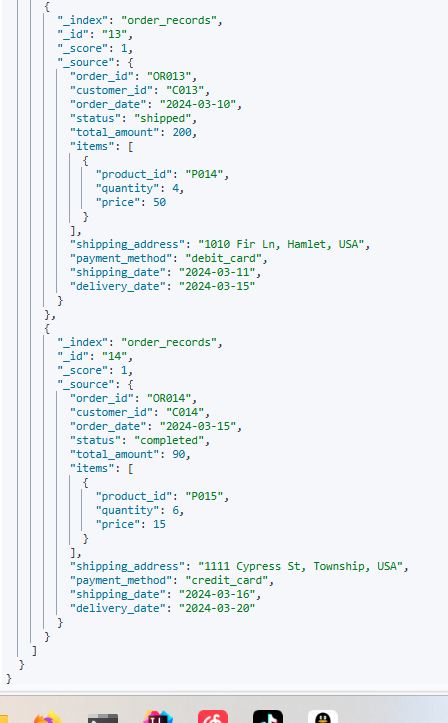 {
"_index": "order_records",
"_id": "13",
"_score": 1,
"_source": {
"order_id": "OR013",
"customer_id": "C013",
"order_date": "2024-03-10",
"status": "shipped",
"total_amount": 200,
"items": [
{
"product_id": "P014",
"quantity": 4,
"price": 50
}
],
"shipping_address": "1010 Fir Ln, Hamlet, USA",
"payment_method": "debit_card",
"shipping_date": "2024-03-11",
"delivery_date": "2024-03-15"
}
},
{
"_index": "order_records",
"_id": "14",
"_score": 1,
"_source": {
"order_id": "OR014",
"customer_id": "C014",
"order_date": "2024-03-15",
"status": "completed",
"total_amount": 90,
"items": [
{
"product_id": "P015",
"quantity": 6,
"price": 15
}
],
"shipping_address": "1111 Cypress St, Township, USA",
"payment_method": "credit_card",
"shipping_date": "2024-03-16",
"delivery_date": "2024-03-20"
}
}
]
}
}